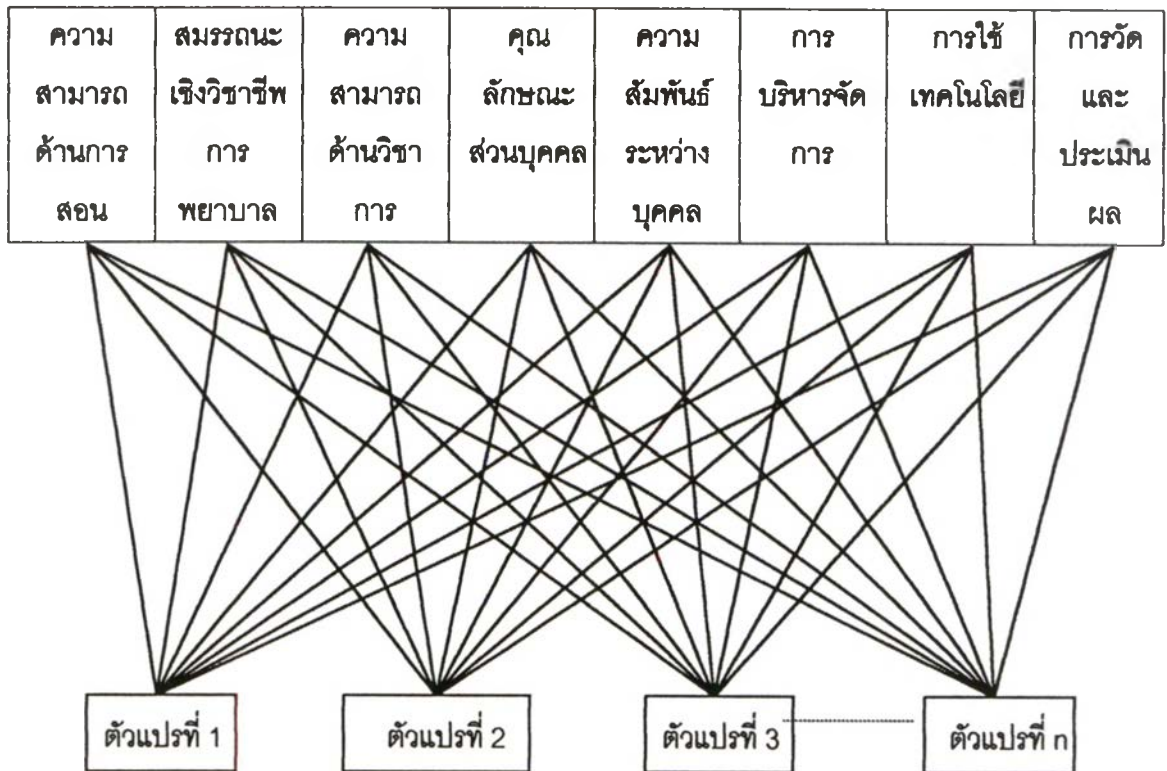 ความ
สามารถ
ด้านการ
สอน
สมรรถนะ
เชิงวิชาชีพ
การ
พยาบาล
ความ
สามารถ
ด้านวิชา
การ
คุณ
ลักษณะ
ส่วนบุคคล
ความ
สัมพันธ์
ระหว่าง
บุคคล
การ
บริหารจัด
การ
การใช้
เทคโนโลยี
การวัด
และ
ประเมิน
ผล
ตัวแปรที่ 1
ตัวแปรที่ 2
ตัวแปรที่ 3
ตัวแปรที่ n